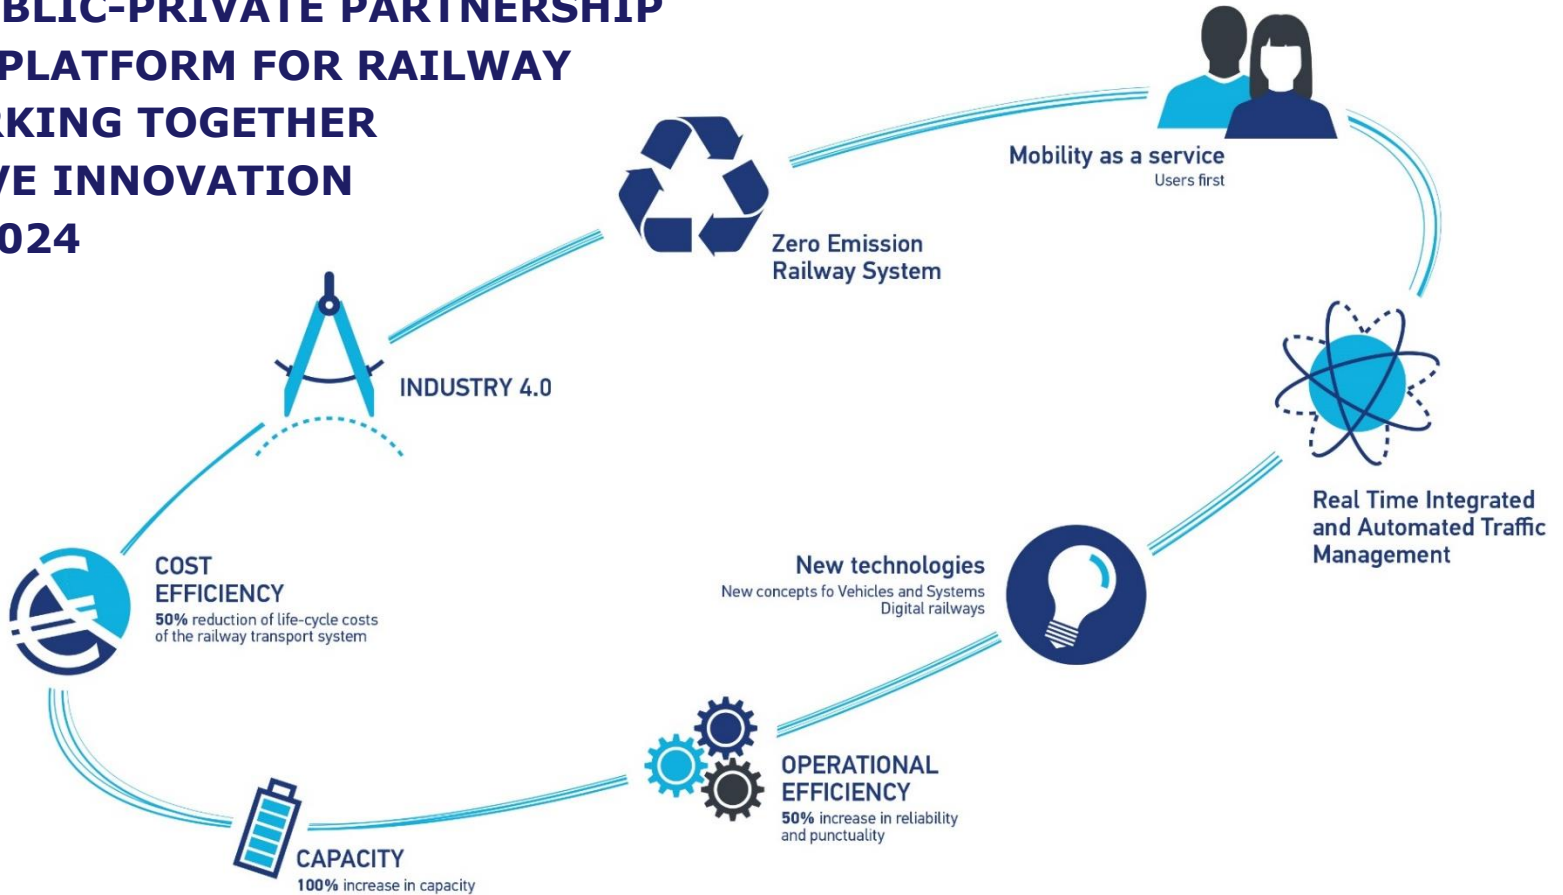 BLIC-PRIVATE PARTNERSHIP
PLATFORM FOR RAILWAY
RKING TOGETHER
VE INNOVATION
024
Mobility as a service
Users first
Zero Emission
Railway System
INDUSTRY 4.0
Real Time Integrated
and Automated Traffic
Management
COST
EFFICIENCY
50% reduction of life-cycle costs
of the railway transport system
New technologies
New concepts fo Vehicles and Systems
Digital railways
OPERATIONAL
EFFICIENCY
50% increase in reliability
and punctuality
CAPACITY
100% increase in capacity